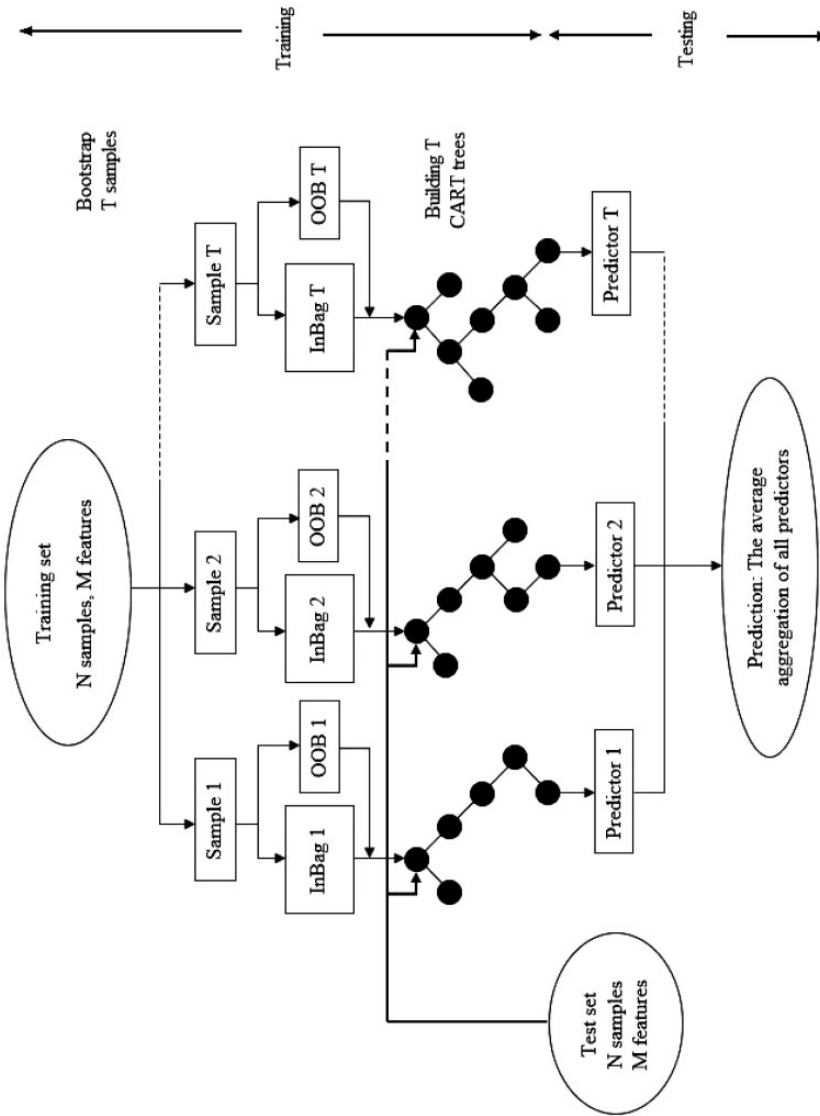 Training set
N samples, M features
Bootstrap
T samples
Training
Sample 1
Sample 2
Sample T
InBag 1
OOB 1
InBag 2
OOB 2
InBag T
OOB T
Building T
CART trees
Testing
Test set
N samples
M features
Predictor 1
Predictor 2
Predictor T
Prediction: The average
aggregation of all predictors